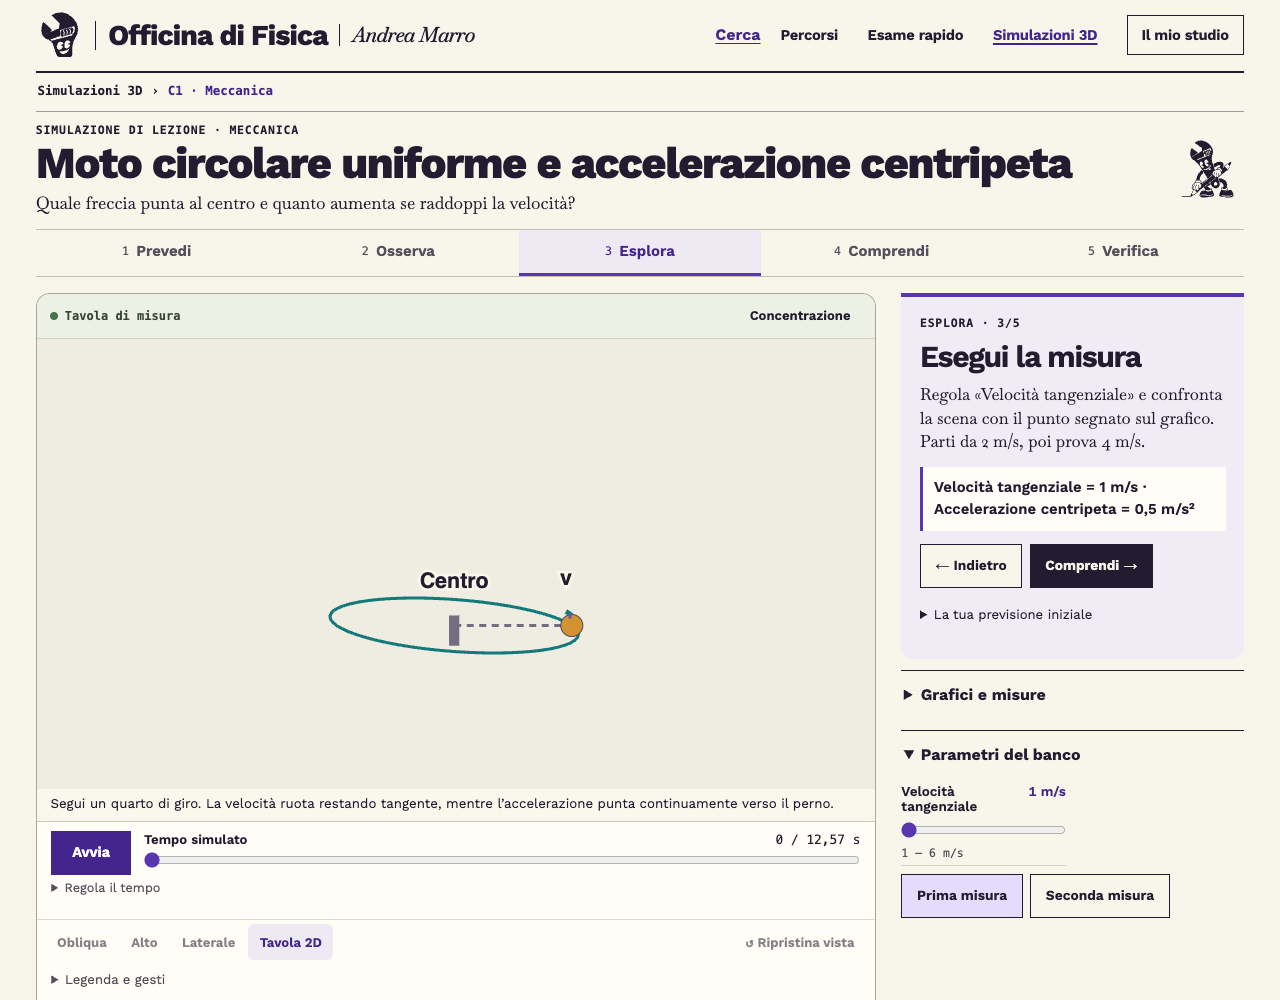 Officina di Fisica
Andrea Marro
Cerca
Percorsi
Esame rapido
Simulazioni 3D
Il mio studio
Simulazioni 3D › C1 · Meccanica
SIMULAZIONE DI LEZIONE · MECCANICA
Moto circolare uniforme e accelerazione centripeta
Quale freccia punta al centro e quanto aumenta se raddoppi la velocità?
1 Prevedi
2 Osserva
3 Esplora
4 Comprendi
5 Verifica
Tavola di misura
Concentrazione
Centro
v
Segui un quarto di giro. La velocità ruota restando tangente, mentre l’accelerazione punta continuamente verso il perno.
Avvia
Tempo simulato
0 / 12,57 s
▶ Regola il tempo
Obliqua
Alto
Laterale
Tavola 2D
↺ Ripristina vista
▶ Legenda e gesti
ESPLORA · 3/5
Esegui la misura
Regola «Velocità tangenziale» e confronta
la scena con il punto segnato sul grafico.
Parti da 2 m/s, poi prova 4 m/s.
Velocità tangenziale = 1 m/s ·
Accelerazione centripeta = 0,5 m/s²
← Indietro
Comprendi →
▶ La tua previsione iniziale
▶ Grafici e misure
▼ Parametri del banco
Velocità
tangenziale
1 m/s
1 – 6 m/s
Prima misura
Seconda misura